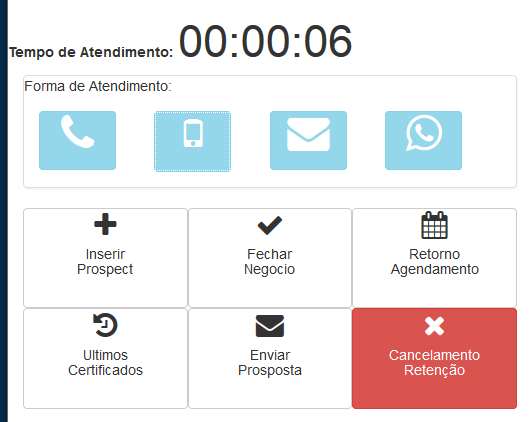 Tempo de Atendimento: 00:00:06
Forma de Atendimento:
Inserir
Prospect
Fechar
Negocio
Retorno
Agendamento
Ultimos
Certificados
Enviar
Prosposta
Cancelamento
Retenção